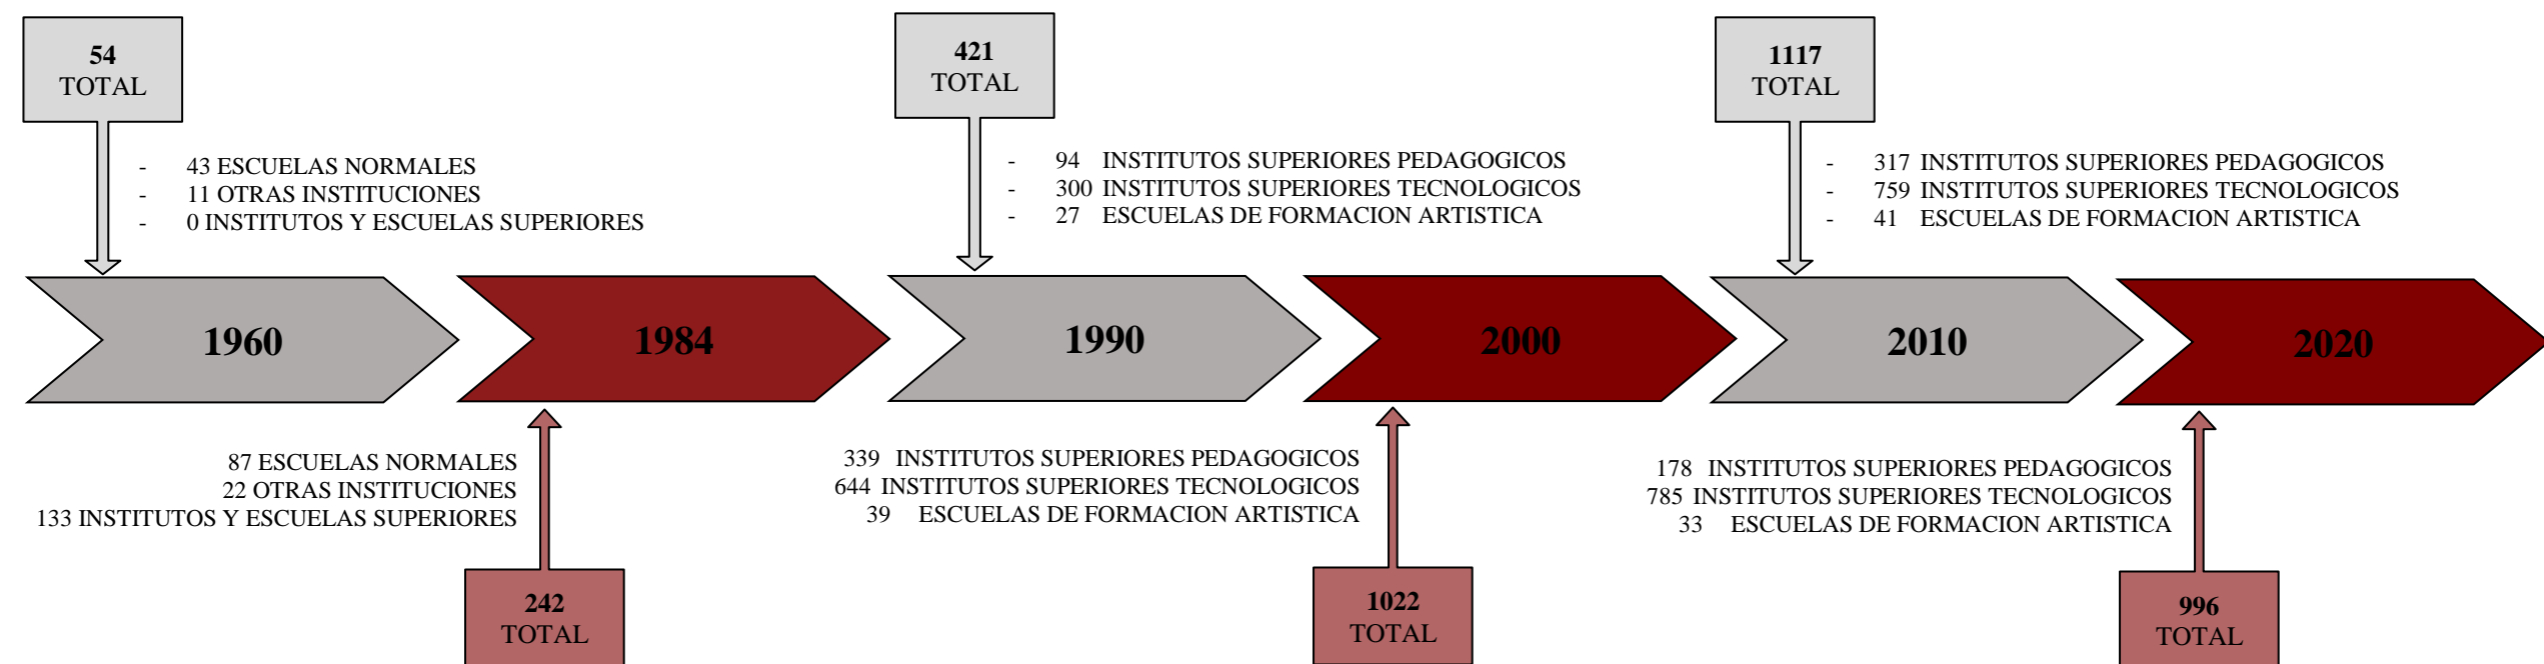 54
TOTAL
421
TOTAL
1117
TOTAL
- 43 ESCUELAS NORMALES
- 11 OTRAS INSTITUCIONES
- 0 INSTITUTOS Y ESCUELAS SUPERIORES
- 94 INSTITUTOS SUPERIORES PEDAGOGICOS
- 300 INSTITUTOS SUPERIORES TECNOLOGICOS
- 27 ESCUELAS DE FORMACION ARTISTICA
- 317 INSTITUTOS SUPERIORES PEDAGOGICOS
- 759 INSTITUTOS SUPERIORES TECNOLOGICOS
- 41 ESCUELAS DE FORMACION ARTISTICA
1960
1984
1990
2000
2010
2020
87 ESCUELAS NORMALES
22 OTRAS INSTITUCIONES
133 INSTITUTOS Y ESCUELAS SUPERIORES
339 INSTITUTOS SUPERIORES PEDAGOGICOS
644 INSTITUTOS SUPERIORES TECNOLOGICOS
39 ESCUELAS DE FORMACION ARTISTICA
178 INSTITUTOS SUPERIORES PEDAGOGICOS
785 INSTITUTOS SUPERIORES TECNOLOGICOS
33 ESCUELAS DE FORMACION ARTISTICA
242
TOTAL
1022
TOTAL
996
TOTAL